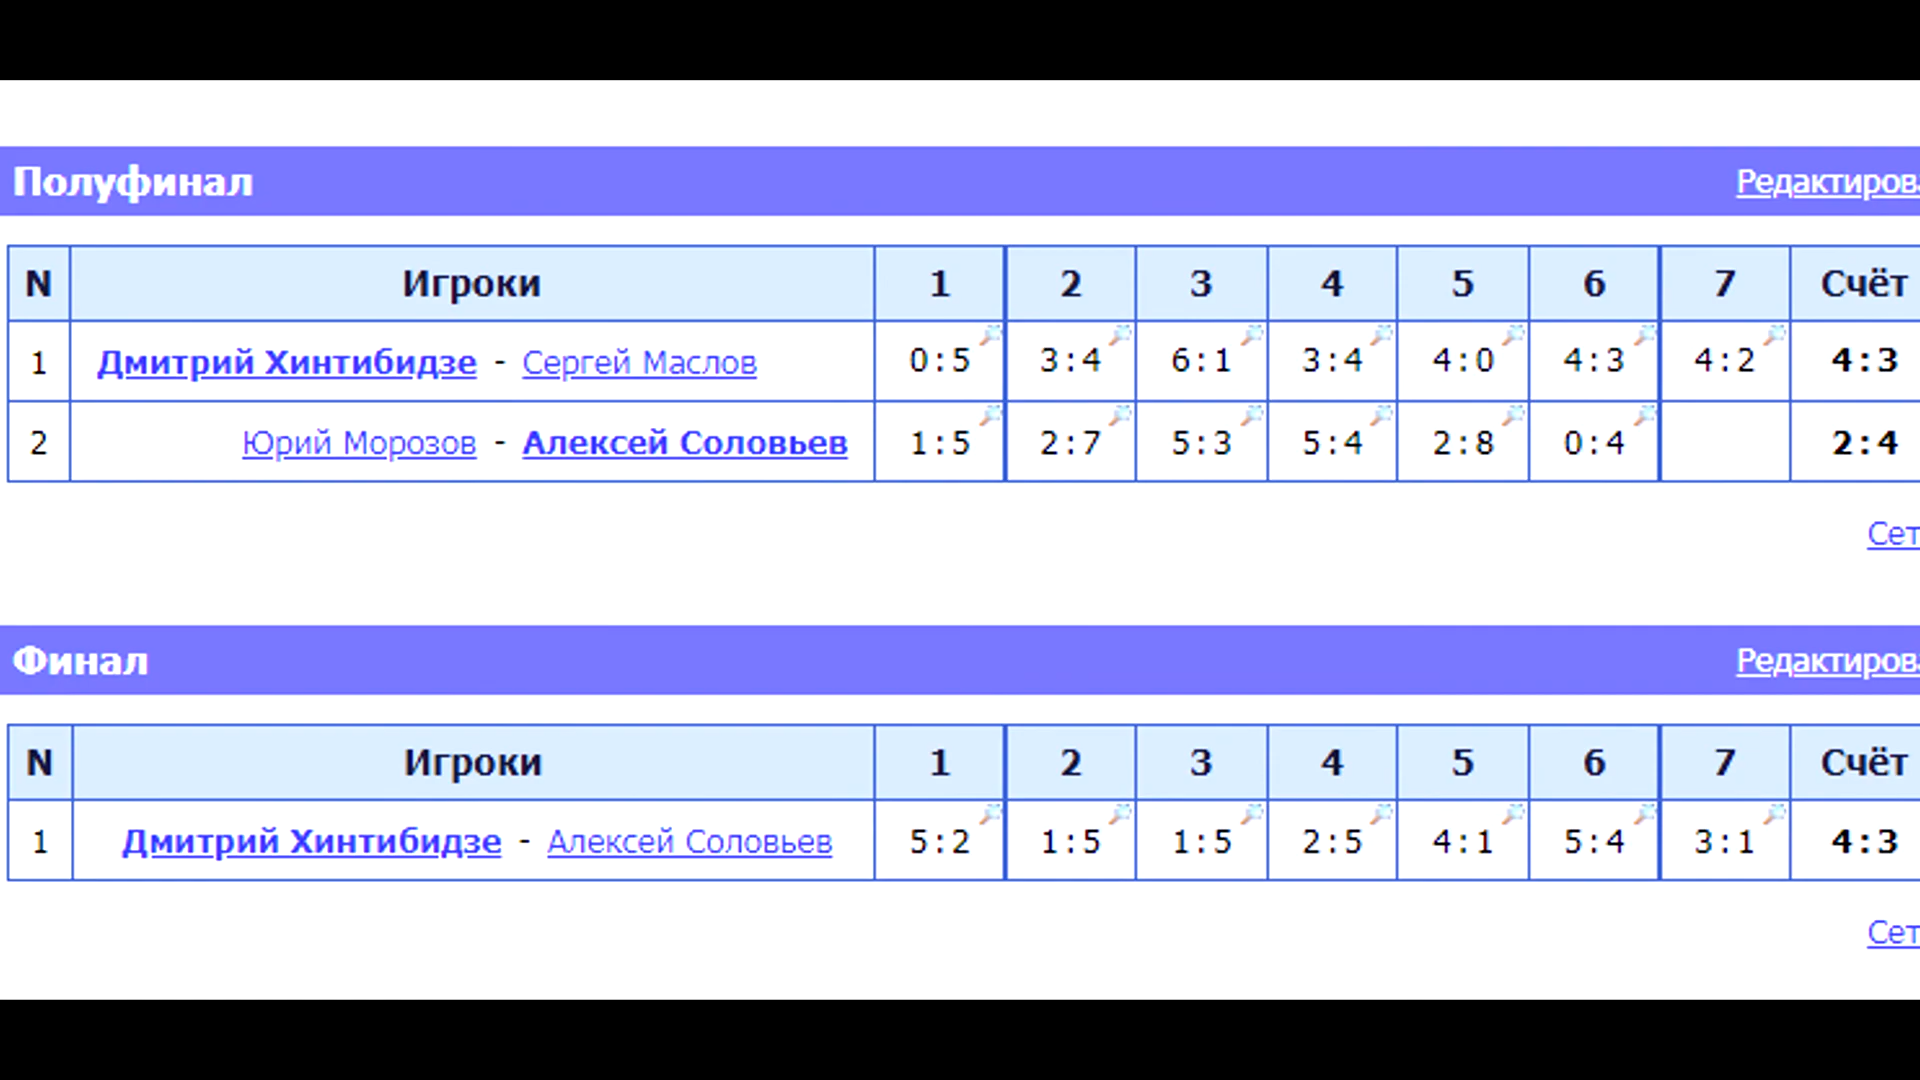 Полуфинал Редактирова
N Игроки 1 2 3 4 5 6 7 Счёт
1 Дмитрий Хинтибидзе - Сергей Маслов 0:5 3:4 6:1 3:4 4:0 4:3 4:2 4:3
2 Юрий Морозов - Алексей Соловьев 1:5 2:7 5:3 5:4 2:8 0:4 2:4
Сет
Финал Редактирова
N Игроки 1 2 3 4 5 6 7 Счёт
1 Дмитрий Хинтибидзе - Алексей Соловьев 5:2 1:5 1:5 2:5 4:1 5:4 3:1 4:3
Сет